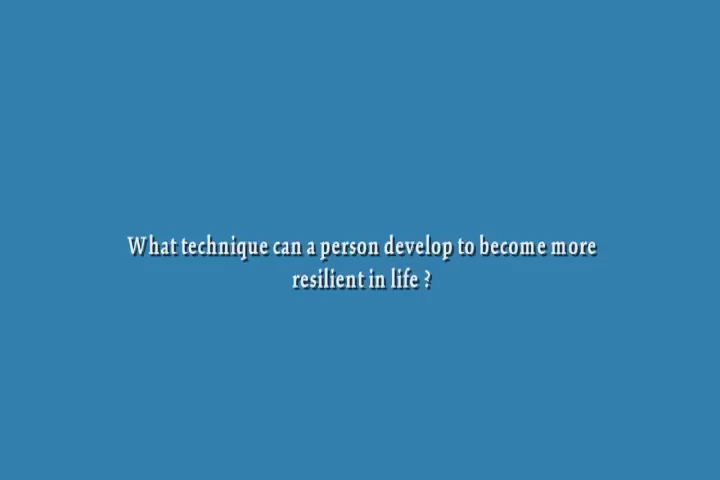 What technique can a person develop to become more
resilient in life ?